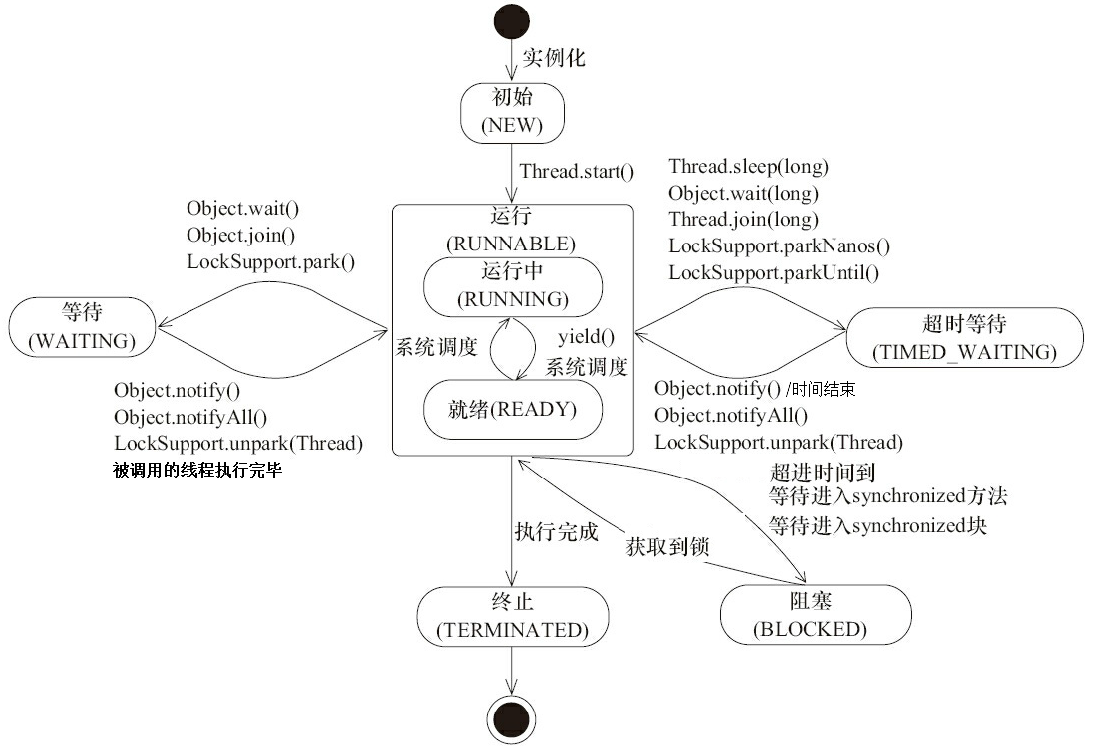 实例化
初始
(NEW)
Thread.start()
Object.wait()
Object.join()
LockSupport.park()
Thread.sleep(long)
Object.wait(long)
Thread.join(long)
LockSupport.parkNanos()
LockSupport.parkUntil()
运行
(RUNNABLE)
运行中
(RUNNING)
等待
(WAITING)
超时等待
(TIMED_WAITING)
系统调度
yield()
系统调度
就绪(READY)
Object.notify()
Object.notifyAll()
LockSupport.unpark(Thread)
被调用的线程执行完毕
Object.notify() /时间结束
Object.notifyAll()
LockSupport.unpark(Thread)
超进时间到
等待进入synchronized方法
等待进入synchronized块
执行完成
获取到锁
终止
(TERMINATED)
阻塞
(BLOCKED)